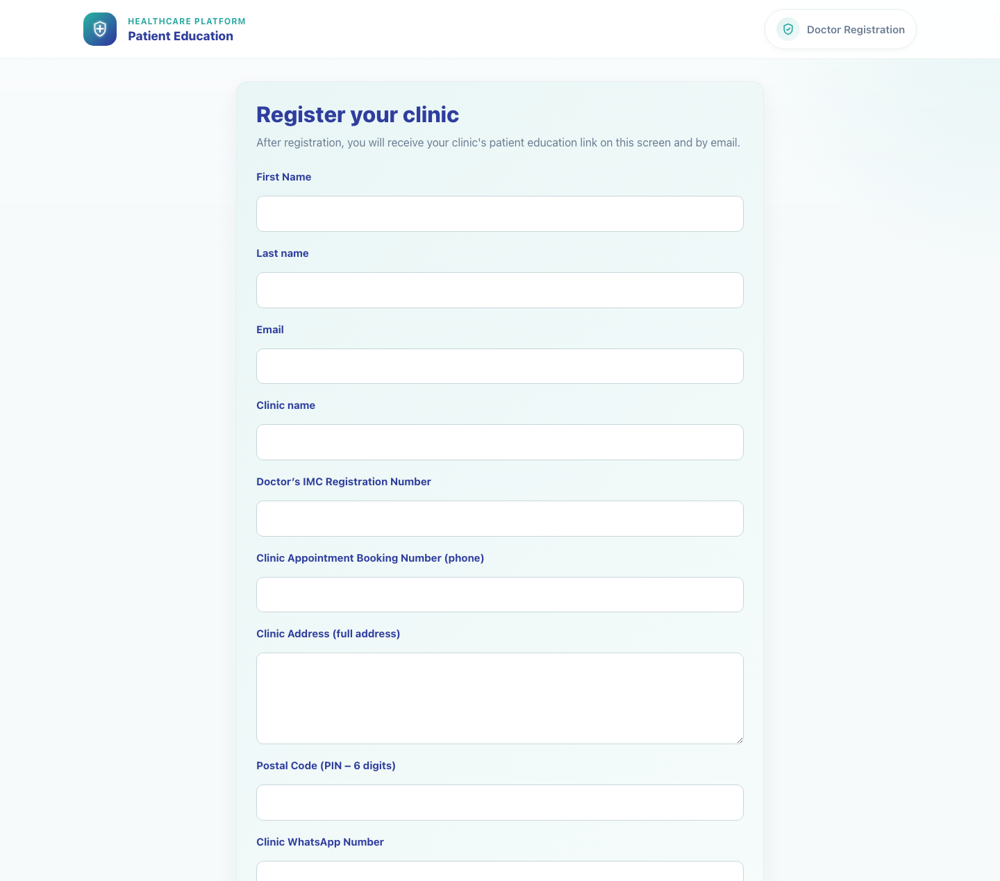 HEALTHCARE PLATFORM
Patient Education
Doctor Registration
Register your clinic
After registration, you will receive your clinic's patient education link on this screen and by email.
First Name
Last name
Email
Clinic name
Doctor’s IMC Registration Number
Clinic Appointment Booking Number (phone)
Clinic Address (full address)
Postal Code (PIN – 6 digits)
Clinic WhatsApp Number